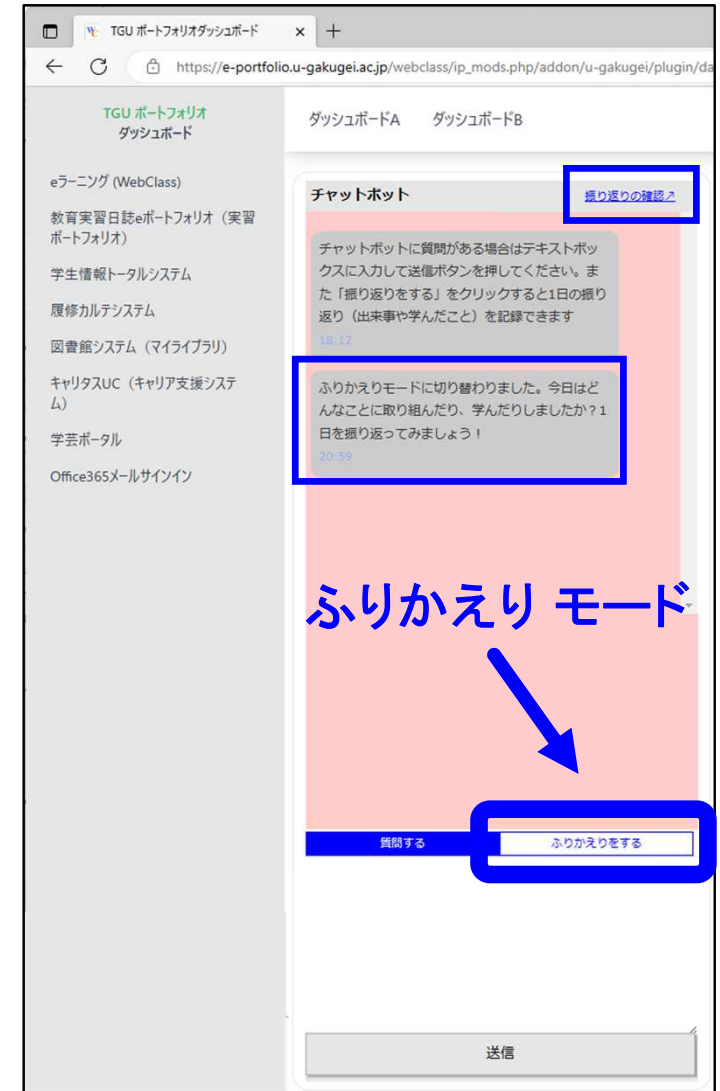 TGU ポートフォリオダッシュボード
https://e-portfolio.u-gakugei.ac.jp/webclass/ip_mods.php/addon/u-gakugei/plugin/da
TGU ポートフォリオ
ダッシュボード
ダッシュボードA ダッシュボードB
eラーニング (WebClass)
教育実習日誌eポートフォリオ（実習
ポートフォリオ）
学生情報トータルシステム
履修カルテシステム
図書館システム（マイライブラリ）
キャリタスUC（キャリア支援システ
ム）
学芸ポータル
Office365メールサインイン
チャットボット
振り返りの確認↗
チャットボットに質問がある場合はテキストボッ
クスに入力して送信ボタンを押してください。ま
た「振り返りをする」をクリックすると1日の振り
返り（出来事や学んだこと）を記録できます
18:12
ふりかえりモードに切り替わりました。今日はど
んなことに取り組んだり、学んだりしましたか？1
日を振り返ってみましょう！
20:59
ふりかえり モード
質問する
ふりかえりをする
送信